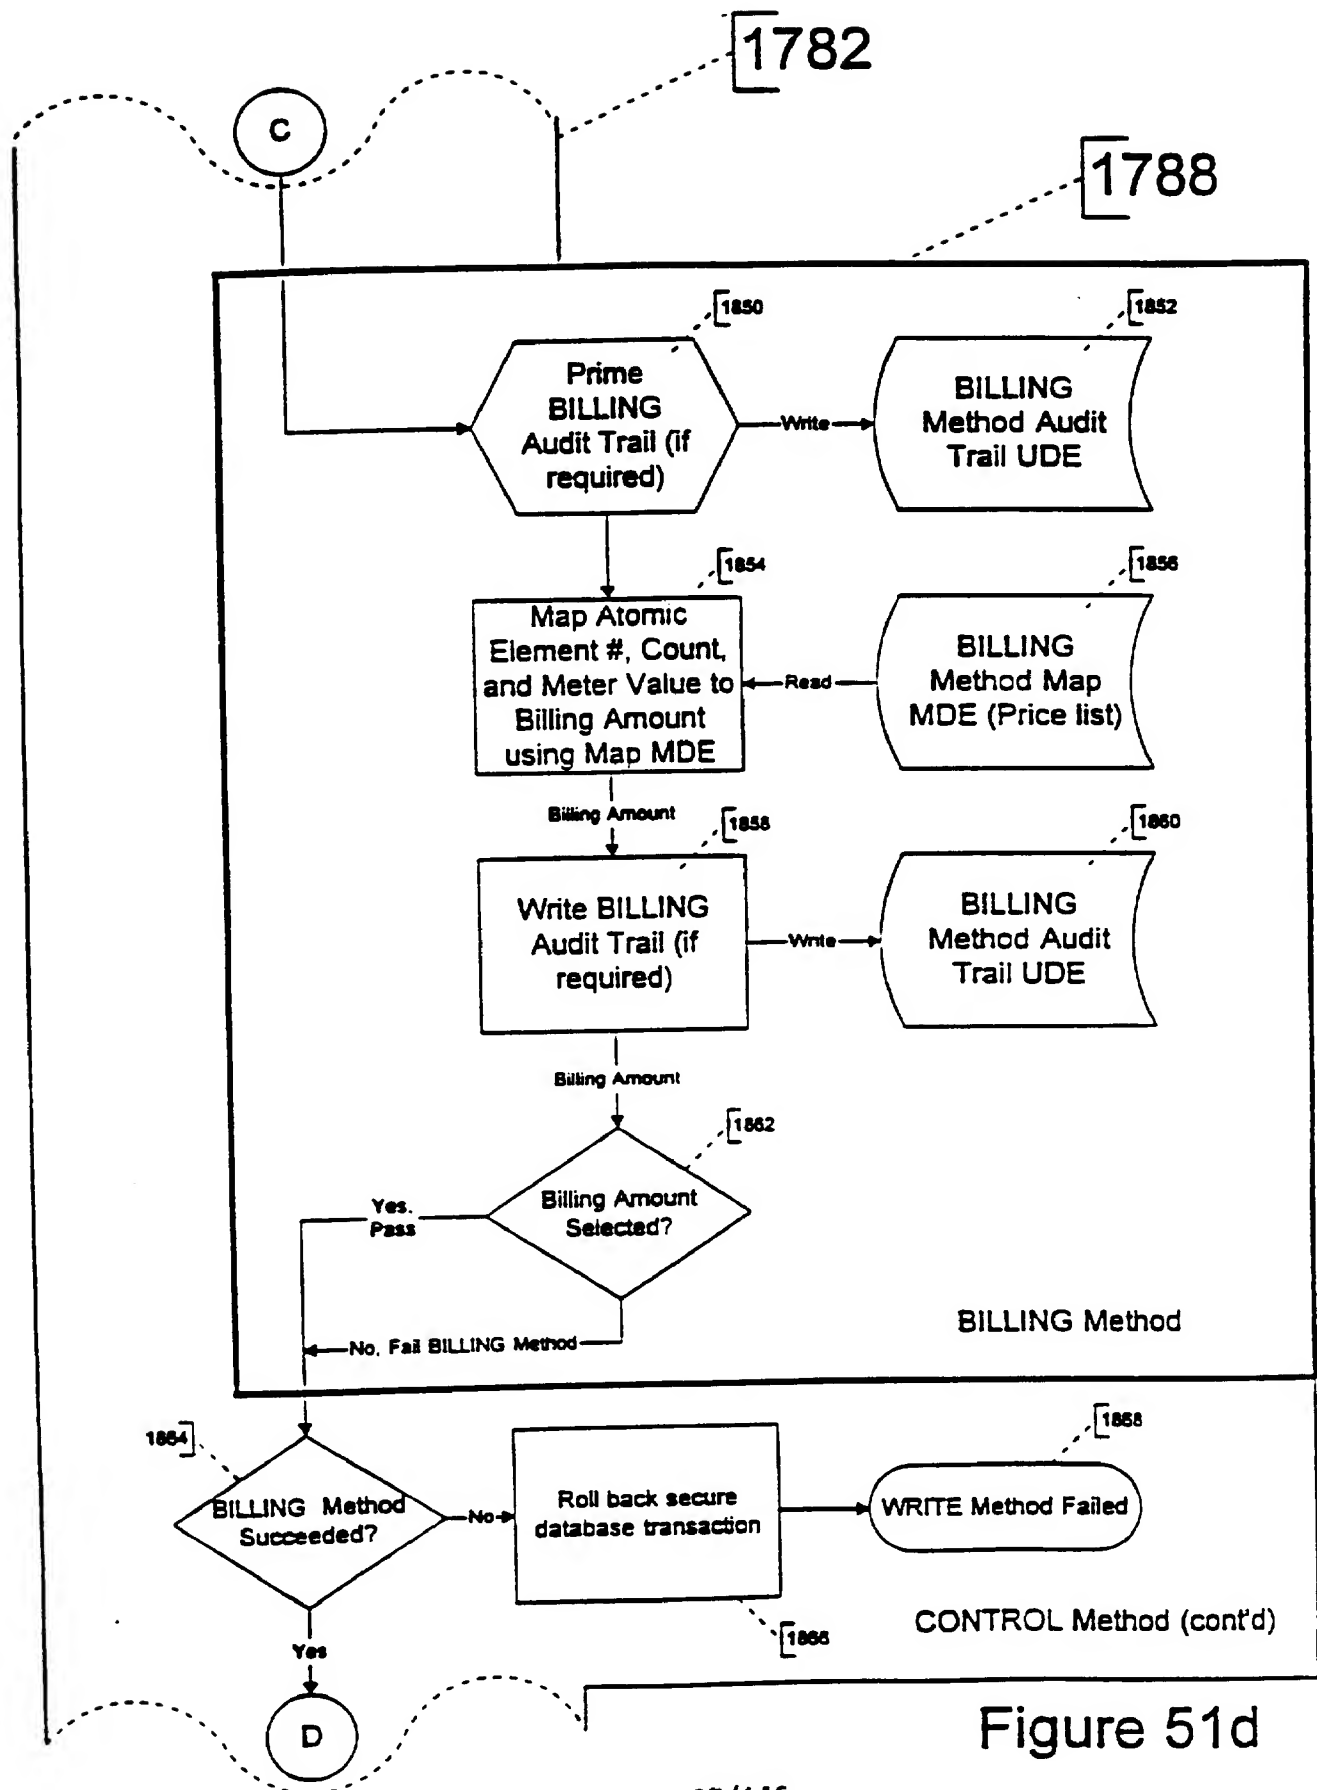 1782
C
1788
1850
1852
Prime
BILLING
Audit Trail (if
required)
Write
BILLING
Method Audit
Trail UDE
1854
1856
Map Atomic
Element #, Count,
and Meter Value to
Billing Amount
using Map MDE
Read
BILLING
Method Map
MDE (Price list)
Billing Amount
1858
1860
Write BILLING
Audit Trail (if
required)
Write
BILLING
Method Audit
Trail UDE
Billing Amount
1862
Billing Amount
Selected?
Yes,
Pass
No, Fail BILLING Method
BILLING Method
1864
1868
BILLING Method
Succeeded?
No
Roll back secure
database transaction
WRITE Method Failed
1866
CONTROL Method (cont'd)
Yes
D
Figure 51d